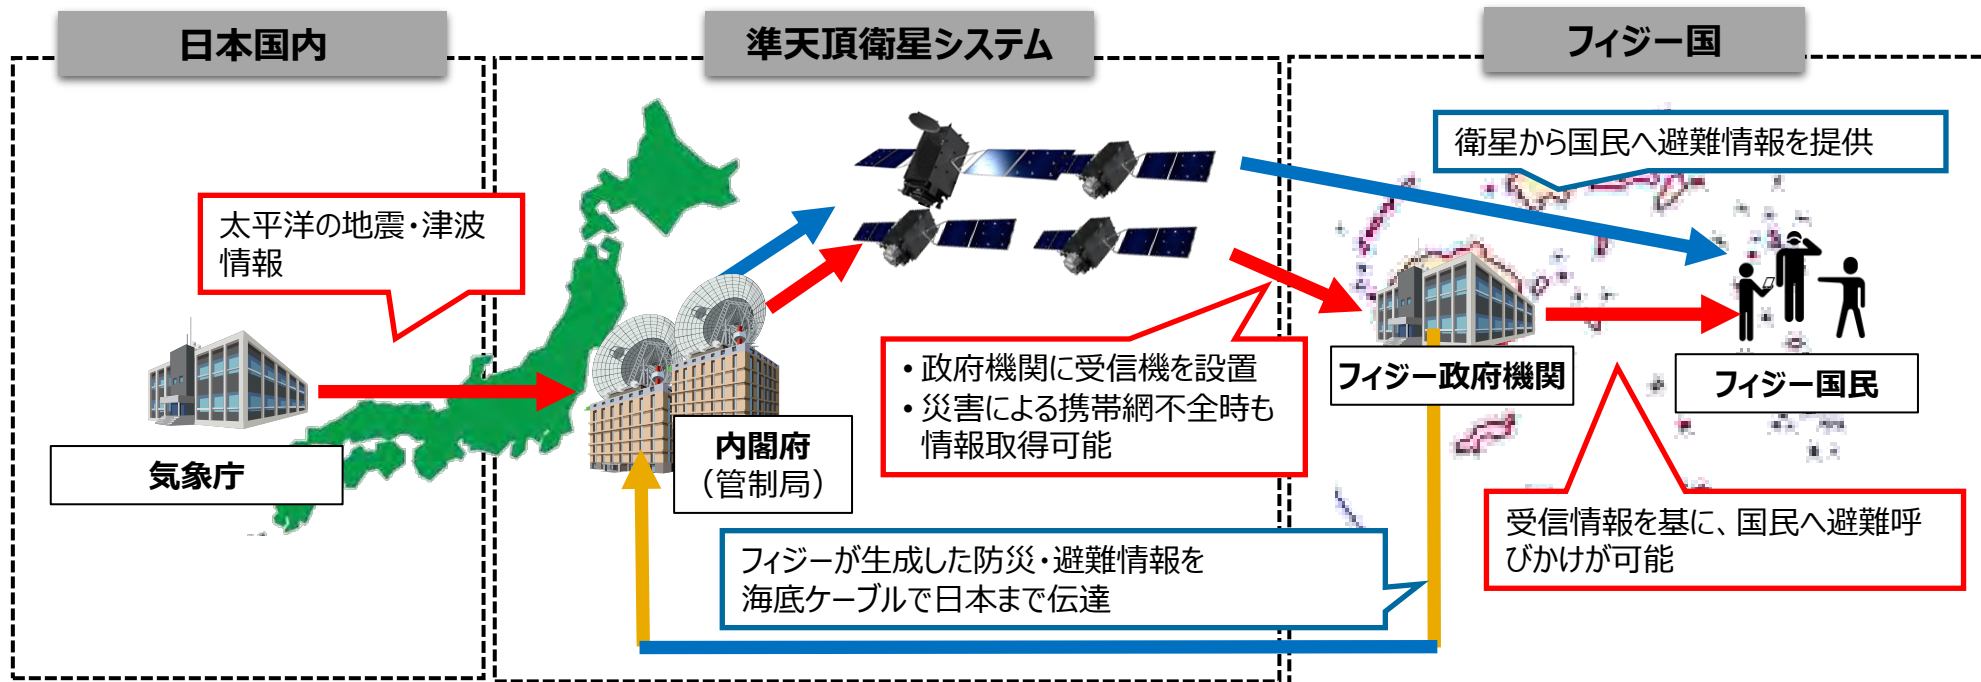 日本国内
準天頂衛星システム
フィジー国
衛星から国民へ避難情報を提供
太平洋の地震・津波
情報
・政府機関に受信機を設置
・災害による携帯網不全時も
情報取得可能
フィジー政府機関
フィジー国民
気象庁
内閣府
（管制局）
受信情報を基に、国民へ避難呼
びかけが可能
フィジーが生成した防災・避難情報を
海底ケーブルで日本まで伝達